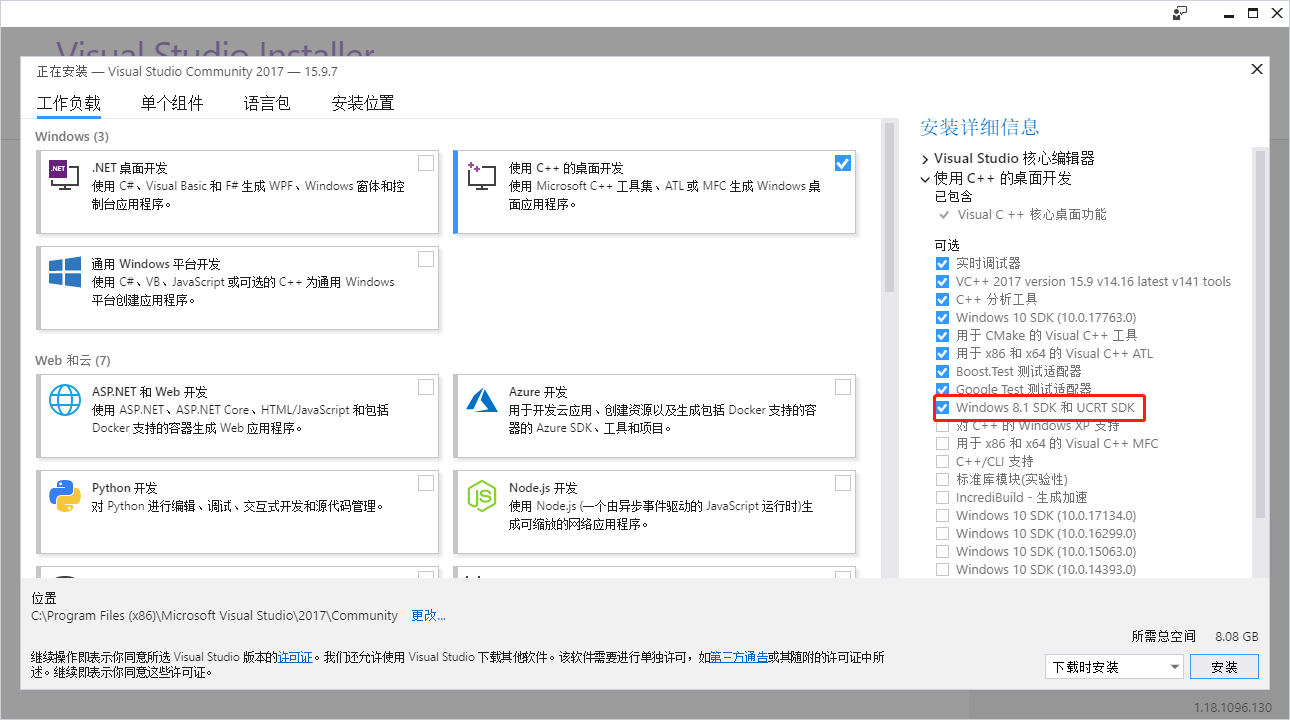 Visual Studio Installer
正在安装 — Visual Studio Community 2017 — 15.9.7
工作负载 单个组件 语言包 安装位置
Windows (3)
.NET
.NET 桌面开发
使用 C#、Visual Basic 和 F# 生成 WPF、Windows 窗体和控
制台应用程序。
使用 C++ 的桌面开发
使用 Microsoft C++ 工具集、ATL 或 MFC 生成 Windows 桌
面应用程序。
通用 Windows 平台开发
使用 C#、VB、JavaScript 或可选的 C++ 为通用 Windows
平台创建应用程序。
Web 和云 (7)
ASP.NET 和 Web 开发
使用 ASP.NET、ASP.NET Core、HTML/JavaScript 和包括
Docker 支持的容器生成 Web 应用程序。
Azure 开发
用于开发云应用、创建资源以及生成包括 Docker 支持的容
器的 Azure SDK、工具和项目。
Python 开发
对 Python 进行编辑、调试、交互式开发和源代码管理。
JS
Node.js 开发
使用 Node.js (一个由异步事件驱动的 JavaScript 运行时)生
成可缩放的网络应用程序。
安装详细信息
Visual Studio 核心编辑器
使用 C++ 的桌面开发
已包含
Visual C ++ 核心桌面功能
可选
实时调试器
VC++ 2017 version 15.9 v14.16 latest v141 tools
C++ 分析工具
Windows 10 SDK (10.0.17763.0)
用于 CMake 的 Visual C++ 工具
用于 x86 和 x64 的 Visual C++ ATL
Boost.Test 测试适配器
Google Test 测试适配器
Windows 8.1 SDK 和 UCRT SDK
对 C++ 的 Windows XP 支持
用于 x86 和 x64 的 Visual C++ MFC
C++/CLI 支持
标准库模块(实验性)
IncrediBuild - 生成加速
Windows 10 SDK (10.0.17134.0)
Windows 10 SDK (10.0.16299.0)
Windows 10 SDK (10.0.15063.0)
Windows 10 SDK (10.0.14393.0)
位置
C:\Program Files (x86)\Microsoft Visual Studio\2017\Community 更改...
所需总空间 8.08 GB
继续操作即表示你同意所选 Visual Studio 版本的许可证。我们还允许使用 Visual Studio 下载其他软件。该软件需要进行单独许可，如第三方通告或其随附的许可证中所
述。继续即表示你同意这些许可证。
下载时安装 安装
1.18.1096.130